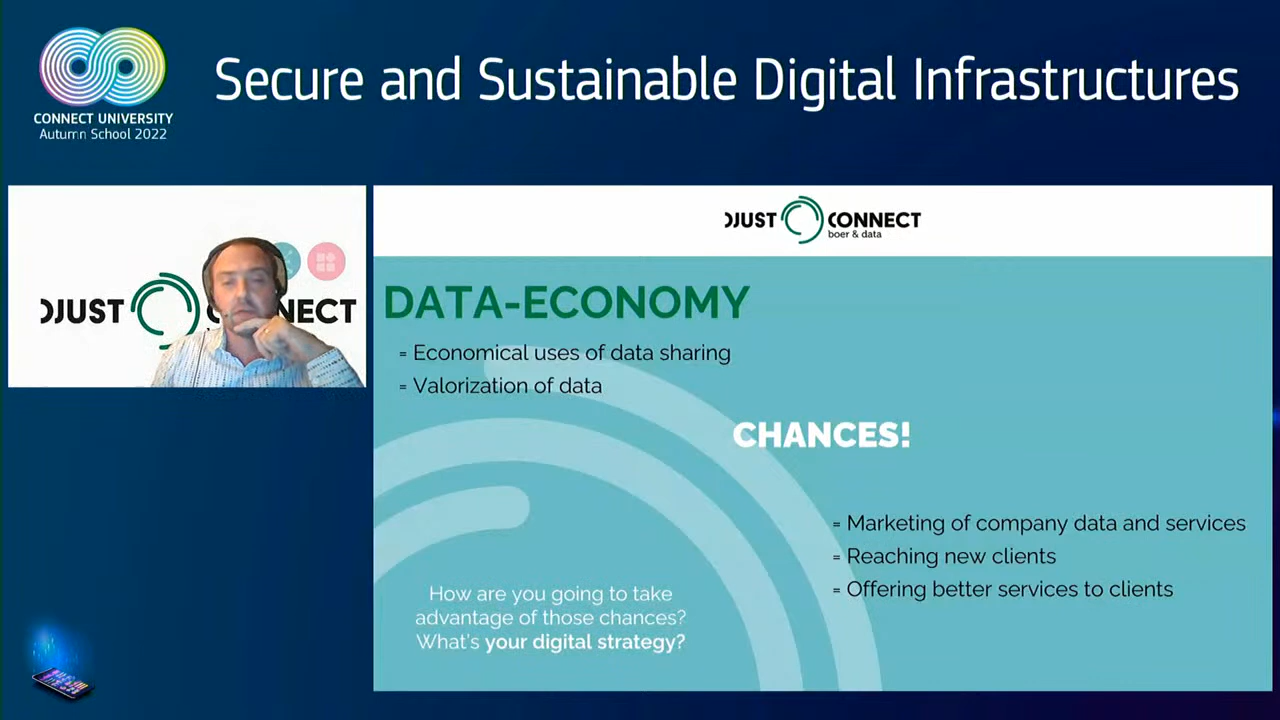 Secure and Sustainable Digital Infrastructures
CONNECT UNIVERSITY
Autumn School 2022
DJUST CONNECT
DJUST CONNECT
boer & data
DATA-ECONOMY
= Economical uses of data sharing
= Valorization of data
CHANCES!
= Marketing of company data and services
= Reaching new clients
= Offering better services to clients
How are you going to take
advantage of those chances?
What's your digital strategy?